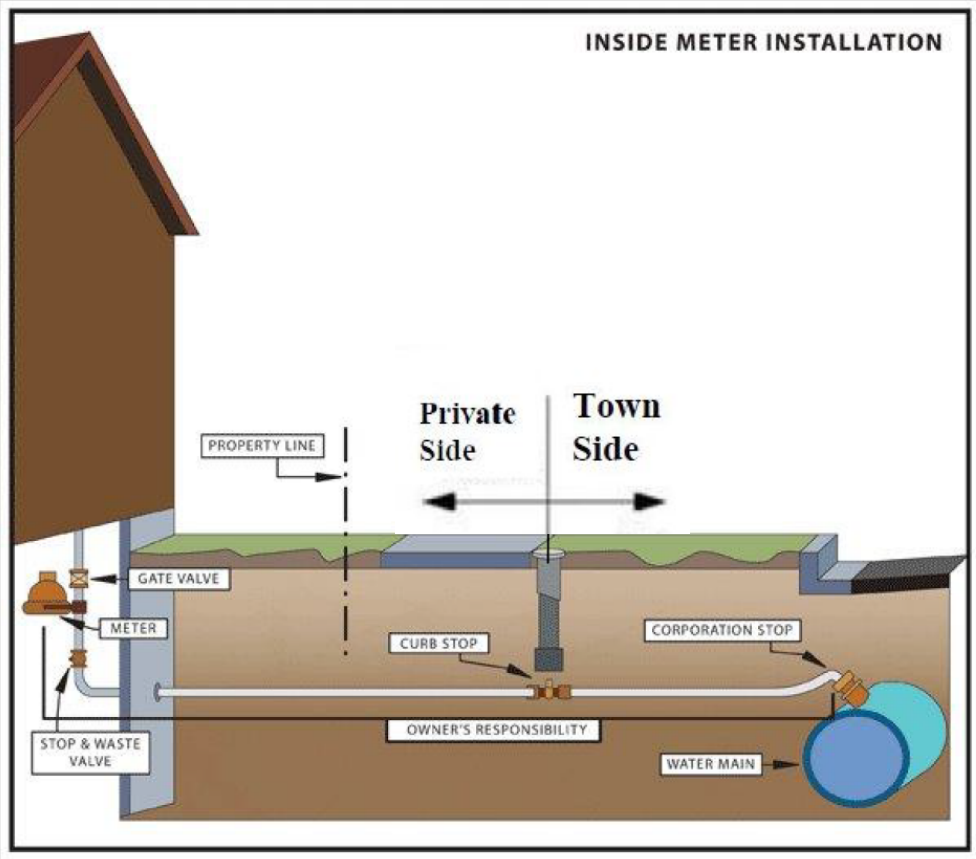 INSIDE METER INSTALLATION
Private
Side
Town
Side
PROPERTY LINE
GATE VALVE
METER
CURB STOP
CORPORATION STOP
OWNER'S RESPONSIBILITY
STOP & WASTE
VALVE
WATER MAIN